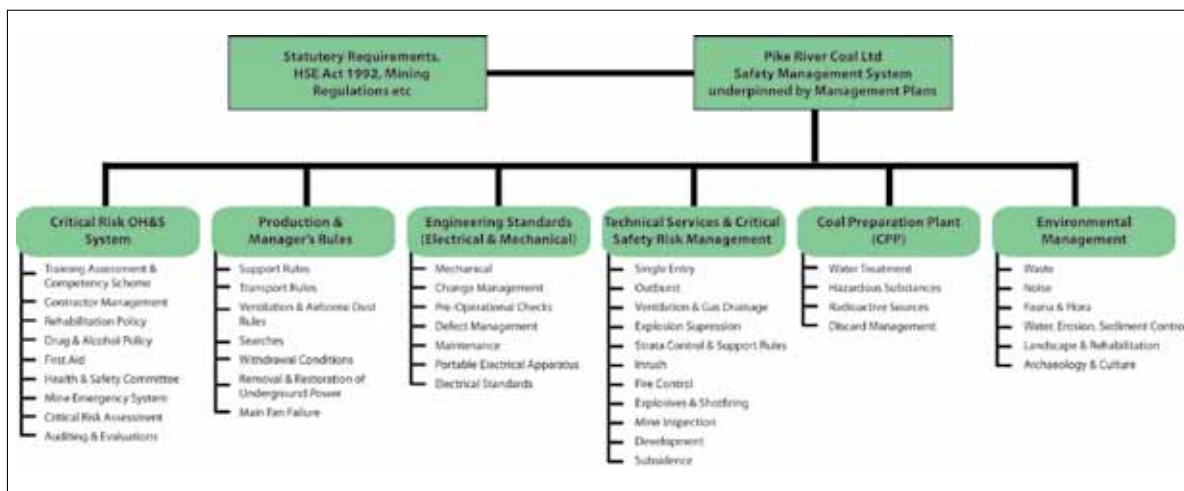 Statutory Requirements.
HSE Act 1992, Mining
Regulations etc
Pike River Coal Ltd
Safety Management System
underpinned by Management Plans
Critical Risk OH&S
System
Training Assessment &
Competency Scheme
Contractor Management
Rehabilitation Policy
Drug & Alcohol Policy
First Aid
Health & Safety Committee
Mine Emergency System
Critical Risk Assessment
Auditing & Evaluations
Production &
Manager's Rules
Support Rules
Transport Rules
Ventilation & Airborne Dust
Rules
Searches
Withdrawal Conditions
Removal & Restoration of
Underground Power
Main Fan Failure
Engineering Standards
(Electrical & Mechanical)
Mechanical
Change Management
Pre-Operational Checks
Defect Management
Maintenance
Portable Electrical Apparatus
Electrical Standards
Technical Services & Critical
Safety Risk Management
Single Entry
Outburst
Ventilation & Gas Drainage
Explosion Supression
Strata Control & Support Rules
Inrush
Fire Control
Explosives & Shotfiring
Mine Inspection
Development
Subsidence
Coal Preparation Plant
(CPP)
Water Treatment
Hazardous Substances
Radioactive Sources
Discard Management
Environmental
Management
Waste
Noise
Fauna & Flora
Water, Erosion, Sediment Control
Landscape & Rehabilitation
Archaeology & Culture